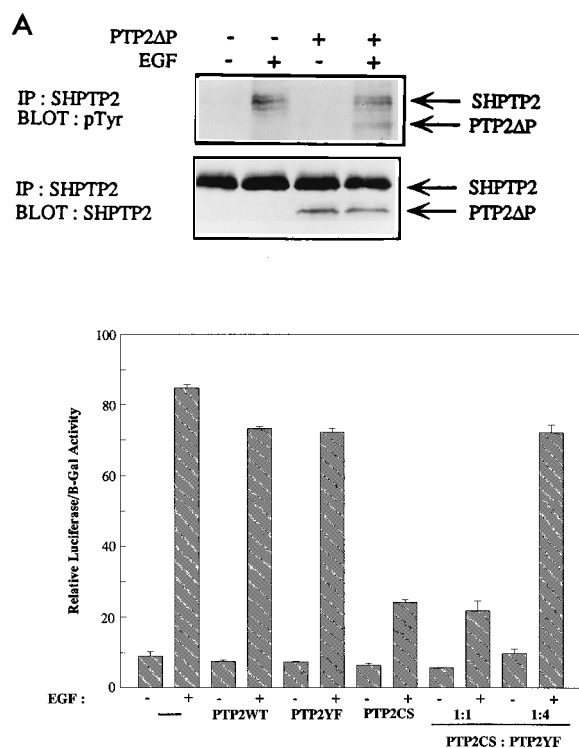 A
PTP2ΔP - - + +
EGF - + - +
IP : SHPTP2
BLOT : pTyr
SHPTP2
PTP2ΔP
IP : SHPTP2
BLOT : SHPTP2
SHPTP2
PTP2ΔP
Relative Luciferase/B-Gal Activity
100
80
60
40
20
0
EGF : - + - + - + - + - + - +
— PTP2WT PTP2YF PTP2CS 1:1 1:4
PTP2CS : PTP2YF